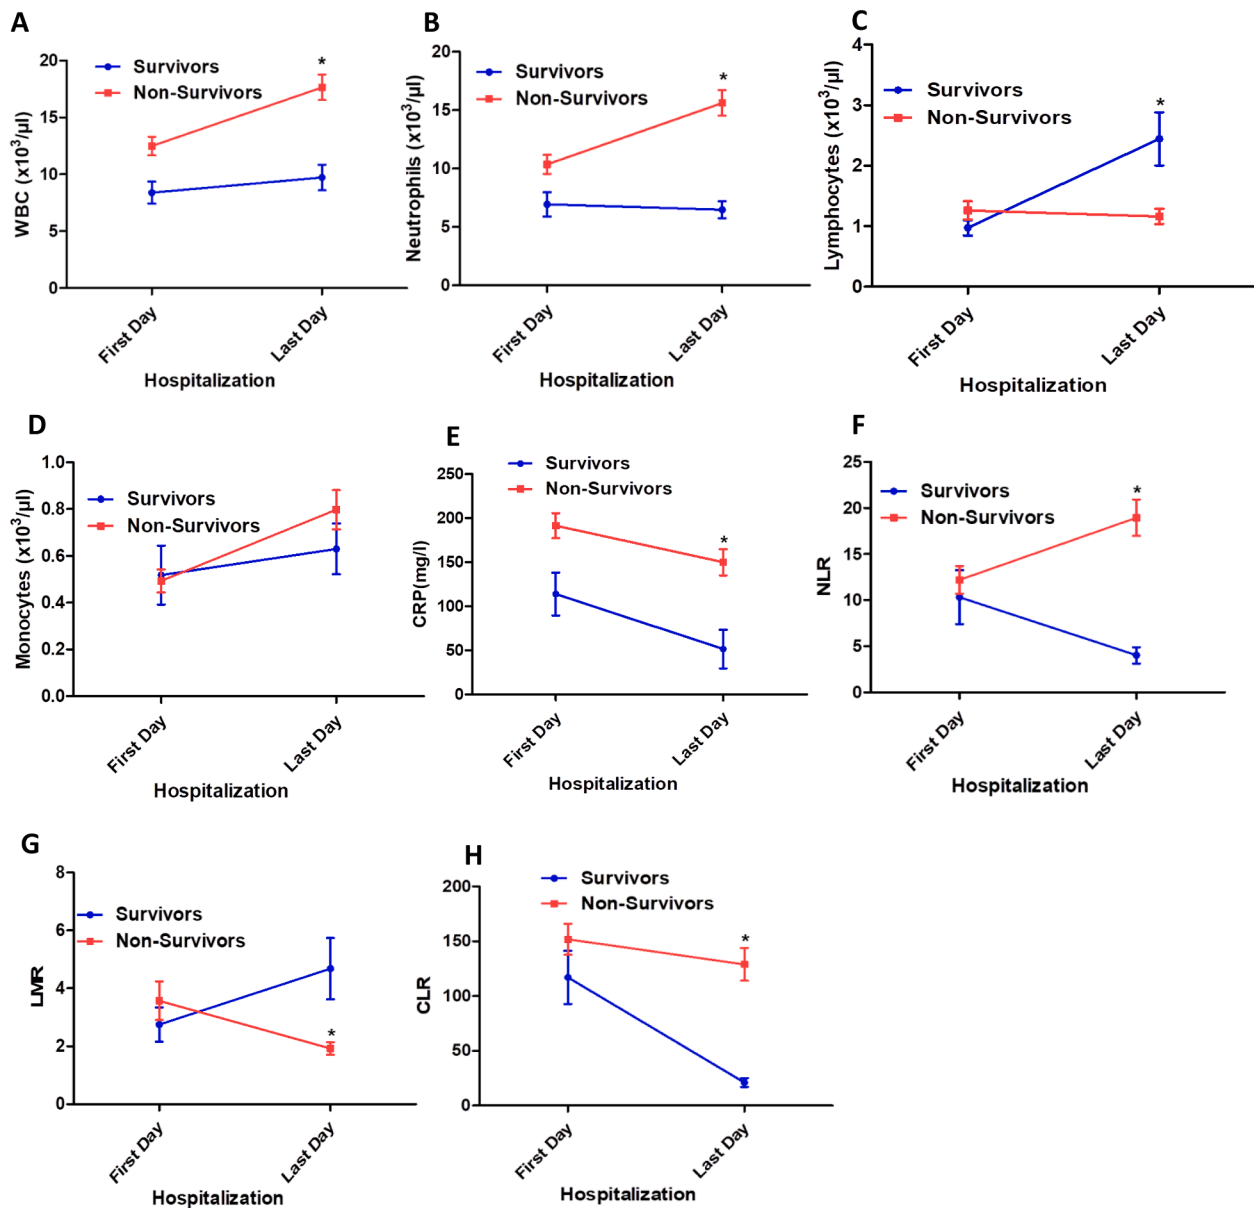 A
20
15
10
5
0
WBC (x10³/µl)
Survivors
Non-Survivors
*
First Day
Last Day
Hospitalization
B
20
15
10
5
0
Neutrophils (x10³/µl)
Survivors
Non-Survivors
*
First Day
Last Day
Hospitalization
C
4
3
2
1
0
Lymphocytes (x10³/µl)
Survivors
Non-Survivors
*
First Day
Last Day
Hospitalization
D
1.0
0.8
0.6
0.4
0.2
0.0
Monocytes (x10³/µl)
Survivors
Non-Survivors
First Day
Last Day
Hospitalization
E
250
200
150
100
50
0
CRP(mg/l)
Survivors
Non-Survivors
*
First Day
Last Day
Hospitalization
F
25
20
15
10
5
0
NLR
Survivors
Non-Survivors
*
First Day
Last Day
Hospitalization
G
8
6
4
2
0
LMR
Survivors
Non-Survivors
*
First Day
Last Day
Hospitalization
H
200
150
100
50
0
CLR
Survivors
Non-Survivors
*
First Day
Last Day
Hospitalization